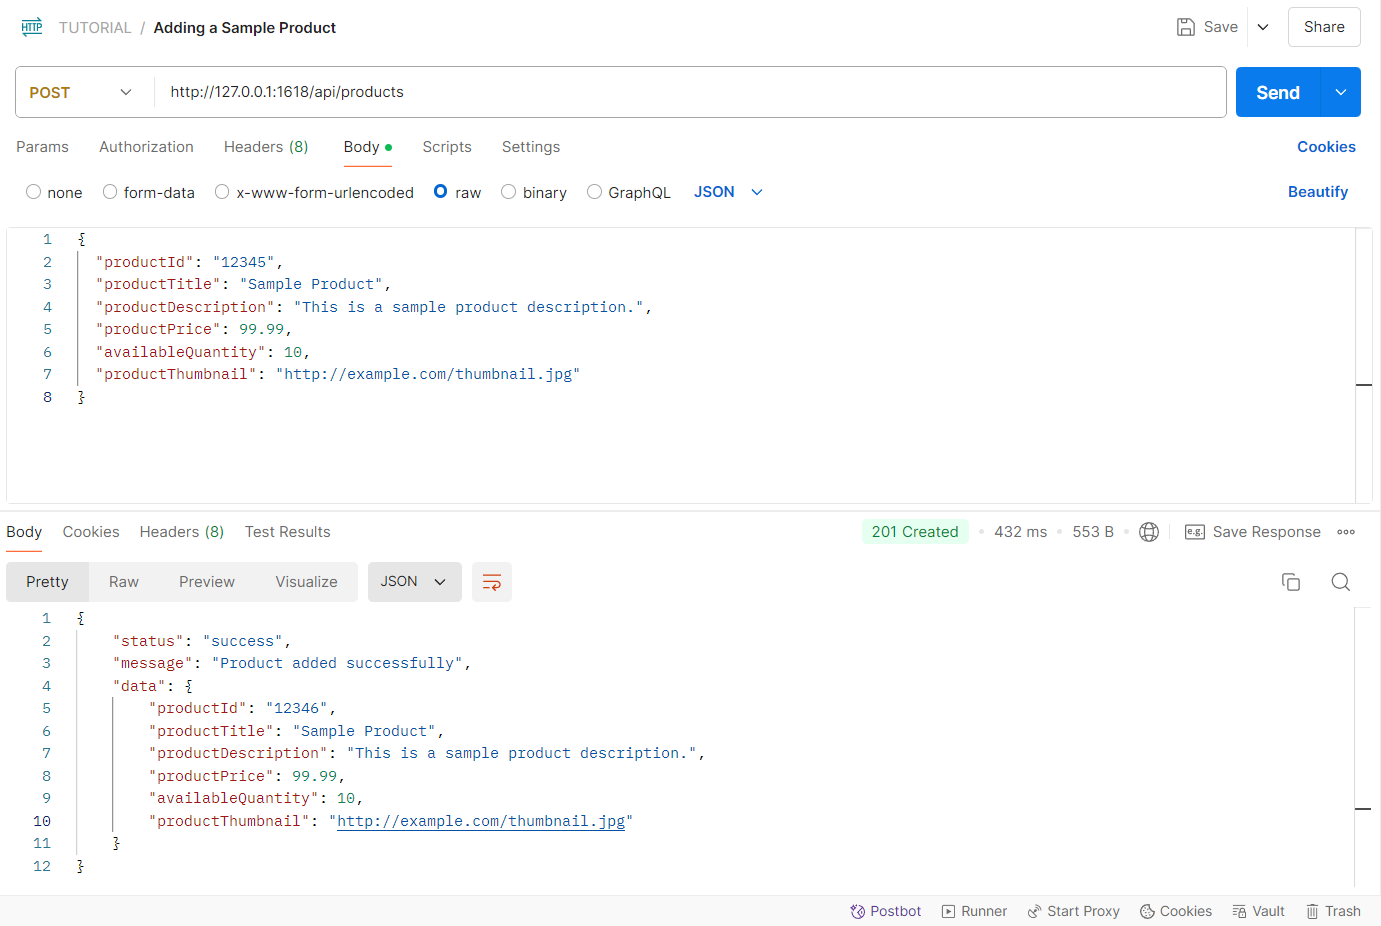 HTTP TUTORIAL / Adding a Sample Product Save Share
POST http://127.0.0.1:1618/api/products Send
Params Authorization Headers (8) Body Scripts Settings Cookies
none form-data x-www-form-urlencoded raw binary GraphQL JSON Beautify
1 {
2 "productId": "12345",
3 "productTitle": "Sample Product",
4 "productDescription": "This is a sample product description.",
5 "productPrice": 99.99,
6 "availableQuantity": 10,
7 "productThumbnail": "http://example.com/thumbnail.jpg"
8 }
Body Cookies Headers (8) Test Results 201 Created 432 ms 553 B e.g. Save Response
Pretty Raw Preview Visualize JSON
1 {
2 "status": "success",
3 "message": "Product added successfully",
4 "data": {
5 "productId": "12346",
6 "productTitle": "Sample Product",
7 "productDescription": "This is a sample product description.",
8 "productPrice": 99.99,
9 "availableQuantity": 10,
10 "productThumbnail": "http://example.com/thumbnail.jpg"
11 }
12 }
Postbot Runner Start Proxy Cookies Vault Trash